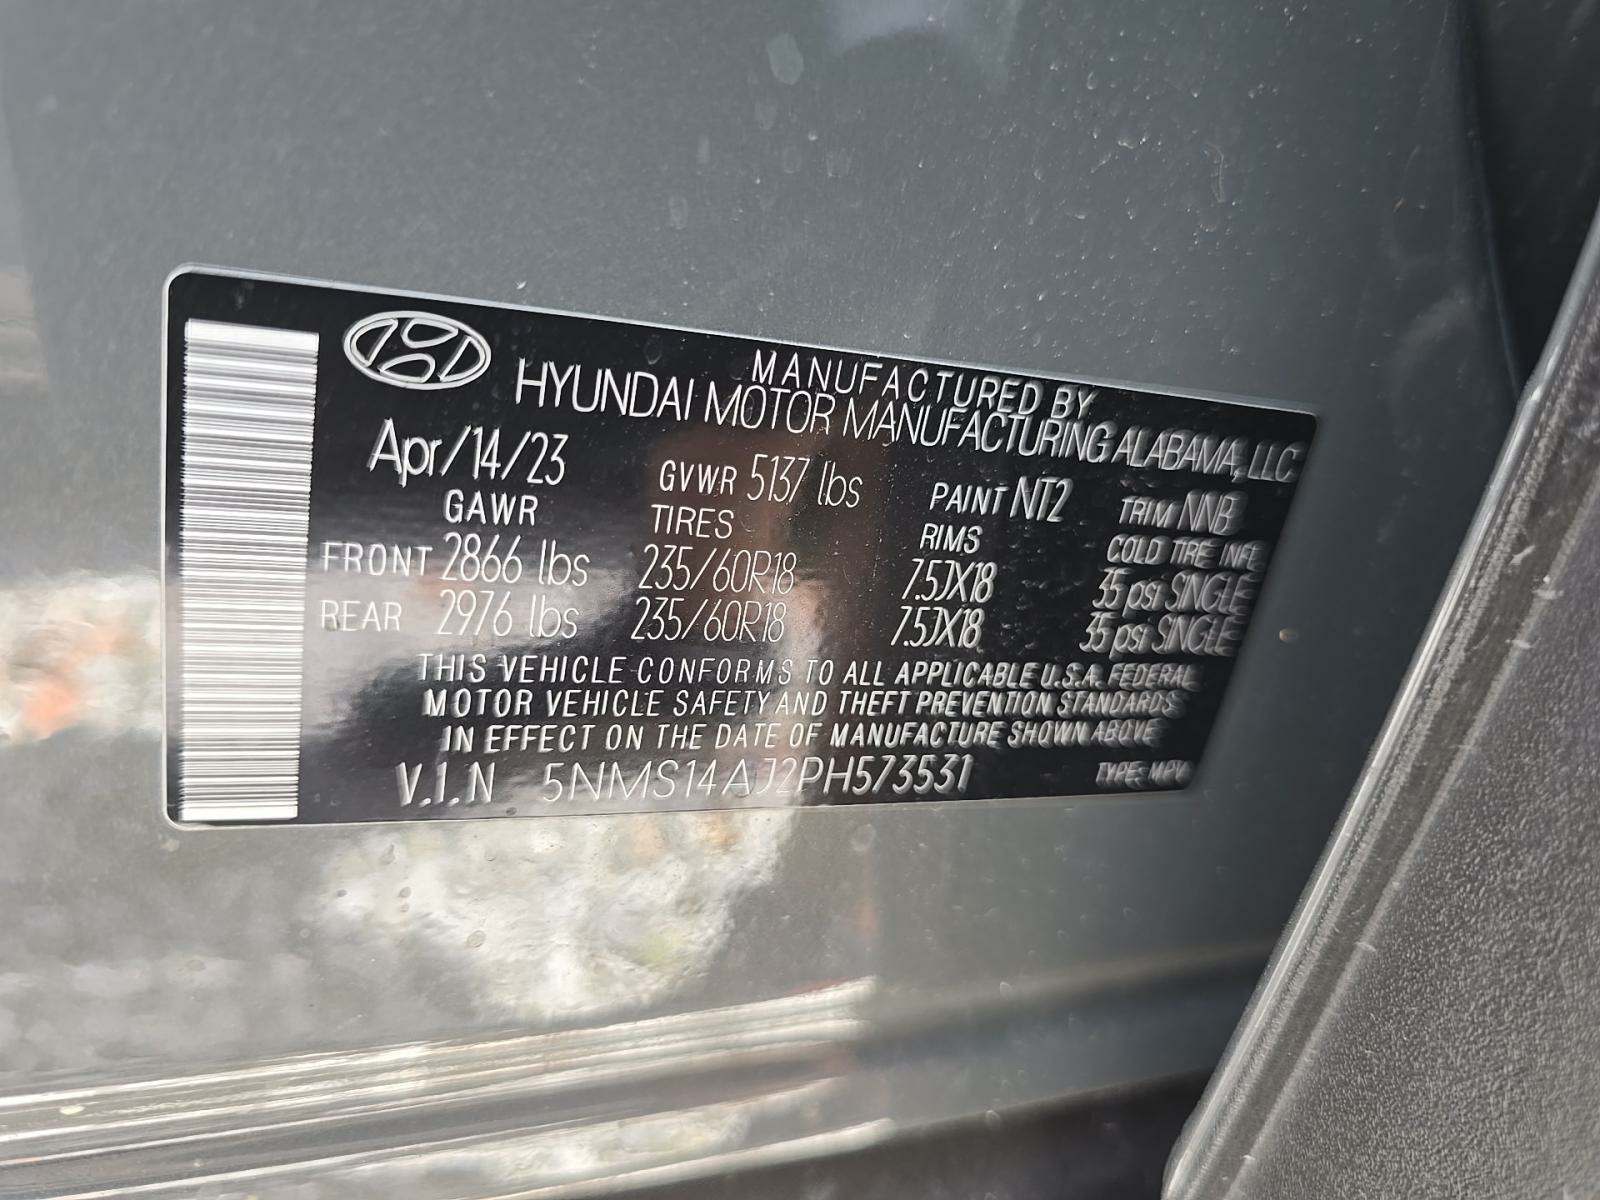 MANUFACTURED BY
HYUNDAI MOTOR MANUFACTURING ALABAMA, LLC
Apr/14/23 GVWR 5137 lbs PAINT NT2 TRIM NNB
GAWR TIRES RIMS COLD TIRE INFL
FRONT 2866 lbs 235/60R18 7.5JX18 35 psi SINGLE
REAR 2976 lbs 235/60R18 7.5JX18 35 psi SINGLE
THIS VEHICLE CONFORMS TO ALL APPLICABLE U.S.A. FEDERAL
MOTOR VEHICLE SAFETY AND THEFT PREVENTION STANDARDS
IN EFFECT ON THE DATE OF MANUFACTURE SHOWN ABOVE
V.I.N 5NMS14AJ2PH573531 TYPE: MPV